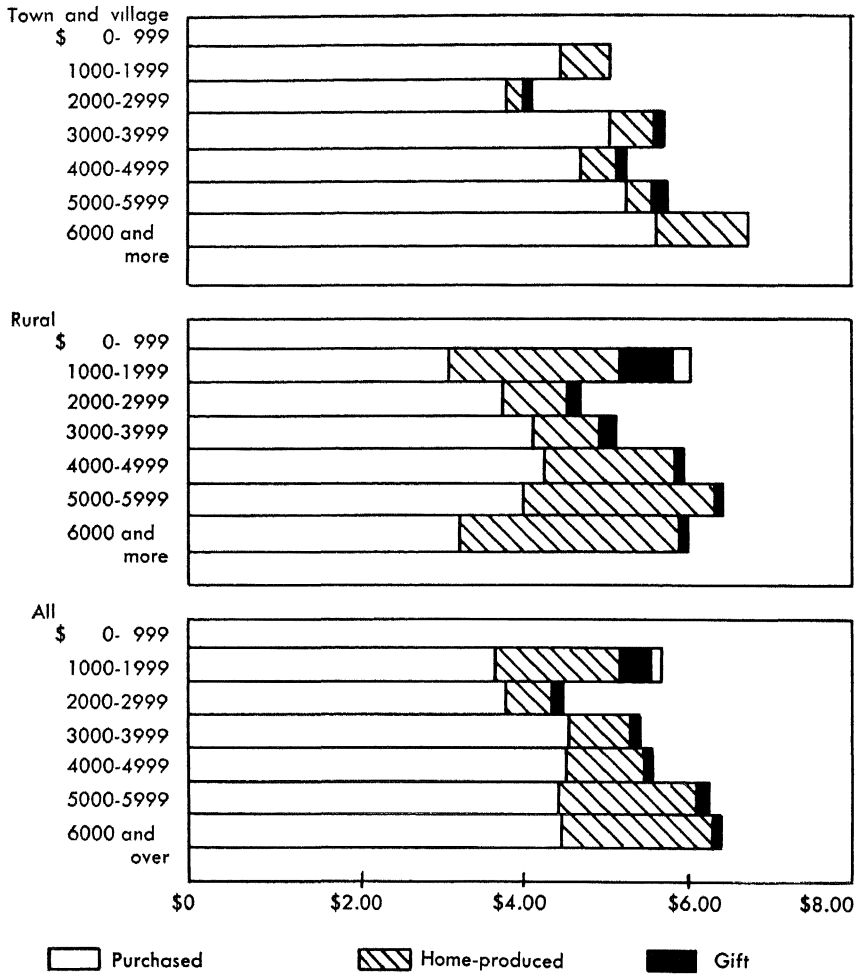 Town and village
$ 0- 999
1000-1999
2000-2999
3000-3999
4000-4999
5000-5999
6000 and
more
Rural
$ 0- 999
1000-1999
2000-2999
3000-3999
4000-4999
5000-5999
6000 and
more
All
$ 0- 999
1000-1999
2000-2999
3000-3999
4000-4999
5000-5999
6000 and
over
$0 $2.00 $4.00 $6.00 $8.00
Purchased Home-produced Gift